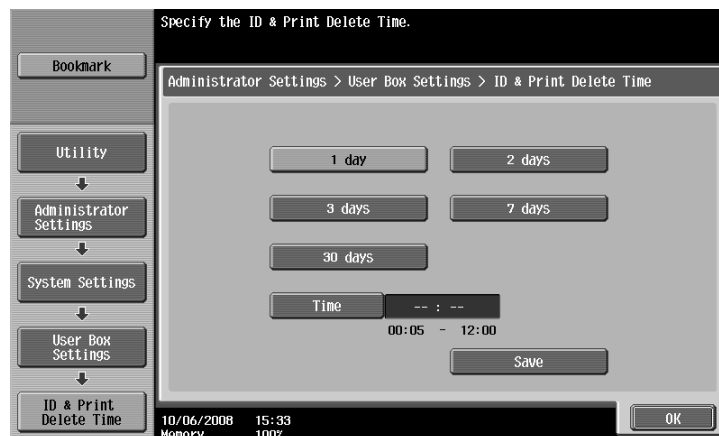 Specify the ID & Print Delete Time.
Bookmark
Administrator Settings > User Box Settings > ID & Print Delete Time
Utility
Administrator
Settings
System Settings
User Box
Settings
ID & Print
Delete Time
1 day
2 days
3 days
7 days
30 days
Time
-- : --
00:05 - 12:00
Save
10/06/2008 15:33
Memory 100%
OK